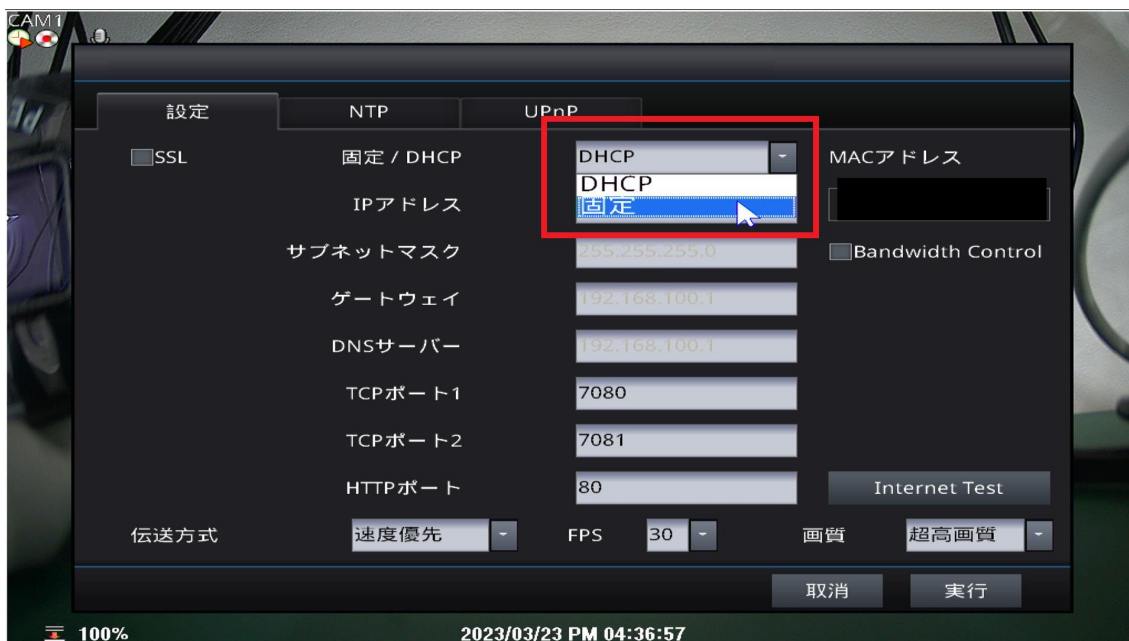 CAM1
設定 NTP UPnP
SSL 固定 / DHCP DHCP MACアドレス
DHCP
IPアドレス 固定
サブネットマスク 255.255.255.0 Bandwidth Control
ゲートウェイ 192.168.100.1
DNSサーバー 192.168.100.1
TCPポート1 7080
TCPポート2 7081
HTTPポート 80 Internet Test
伝送方式 速度優先 FPS 30 画質 超高画質
取消 実行
100% 2023/03/23 PM 04:36:57